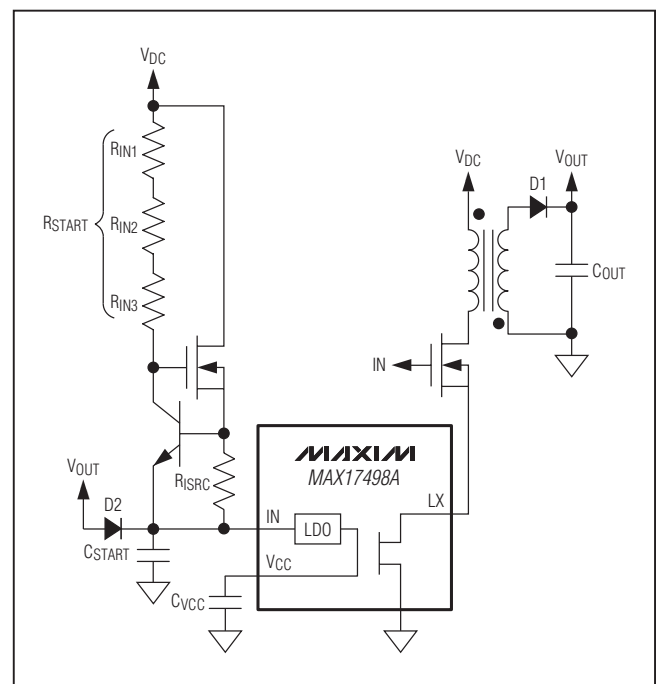 VDC
RIN1
RSTART
RIN2
RIN3
VDC
D1
VOUT
COUT
IN
MAXIM
MAX17498A
LX
VOUT
D2
RISRC
IN
LDO
CSTART
VCC
CVCC